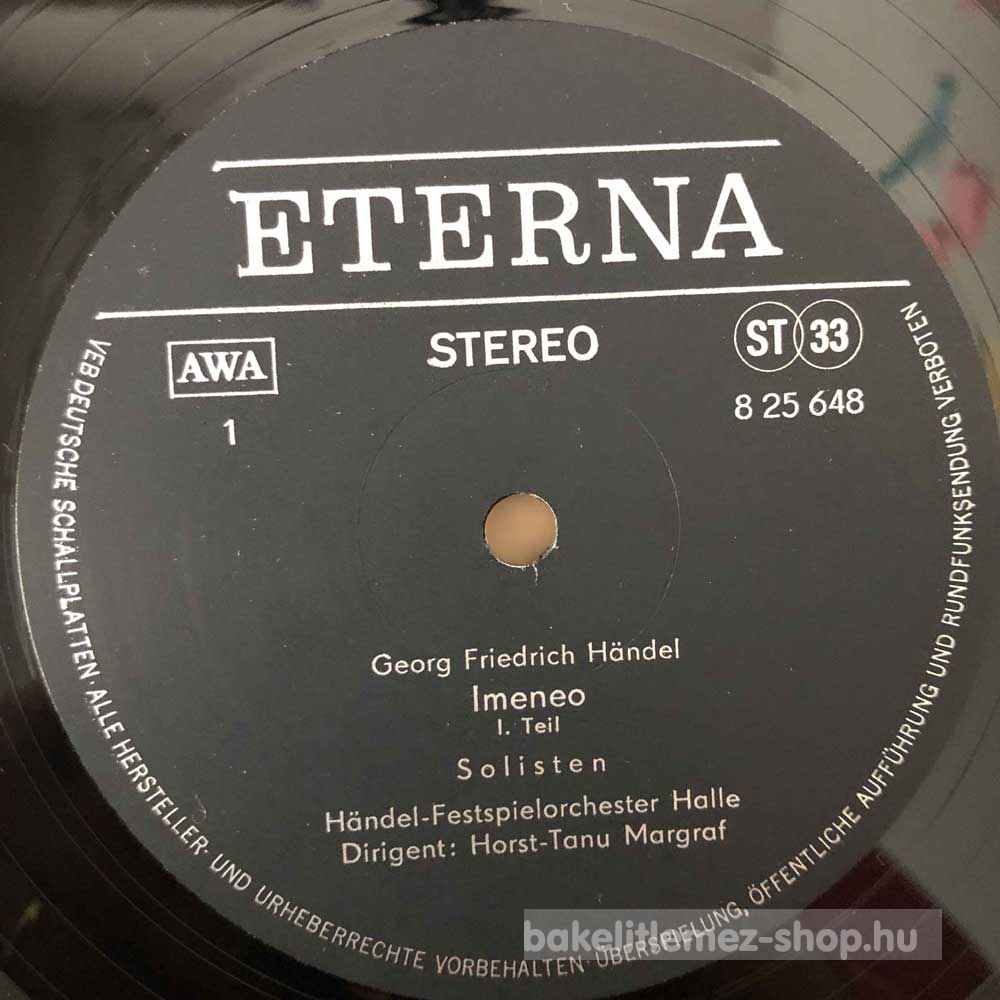 ETERNA
AWA
STEREO
ST 33
1
8 25 648
Georg Friedrich Händel
Imeneo
I. Teil
Solisten
Händel-Festspielorchester Halle
Dirigent: Horst-Tanu Margraf
VEB DEUTSCHE SCHALLPLATTEN · ALLE HERSTELLER- UND URHEBERRECHTE VORBEHALTEN · ÜBERSPIELUNG, ÖFFENTLICHE AUFFÜHRUNG UND RUNDFUNKSENDUNG VERBOTEN
bakelitlemez-shop.hu